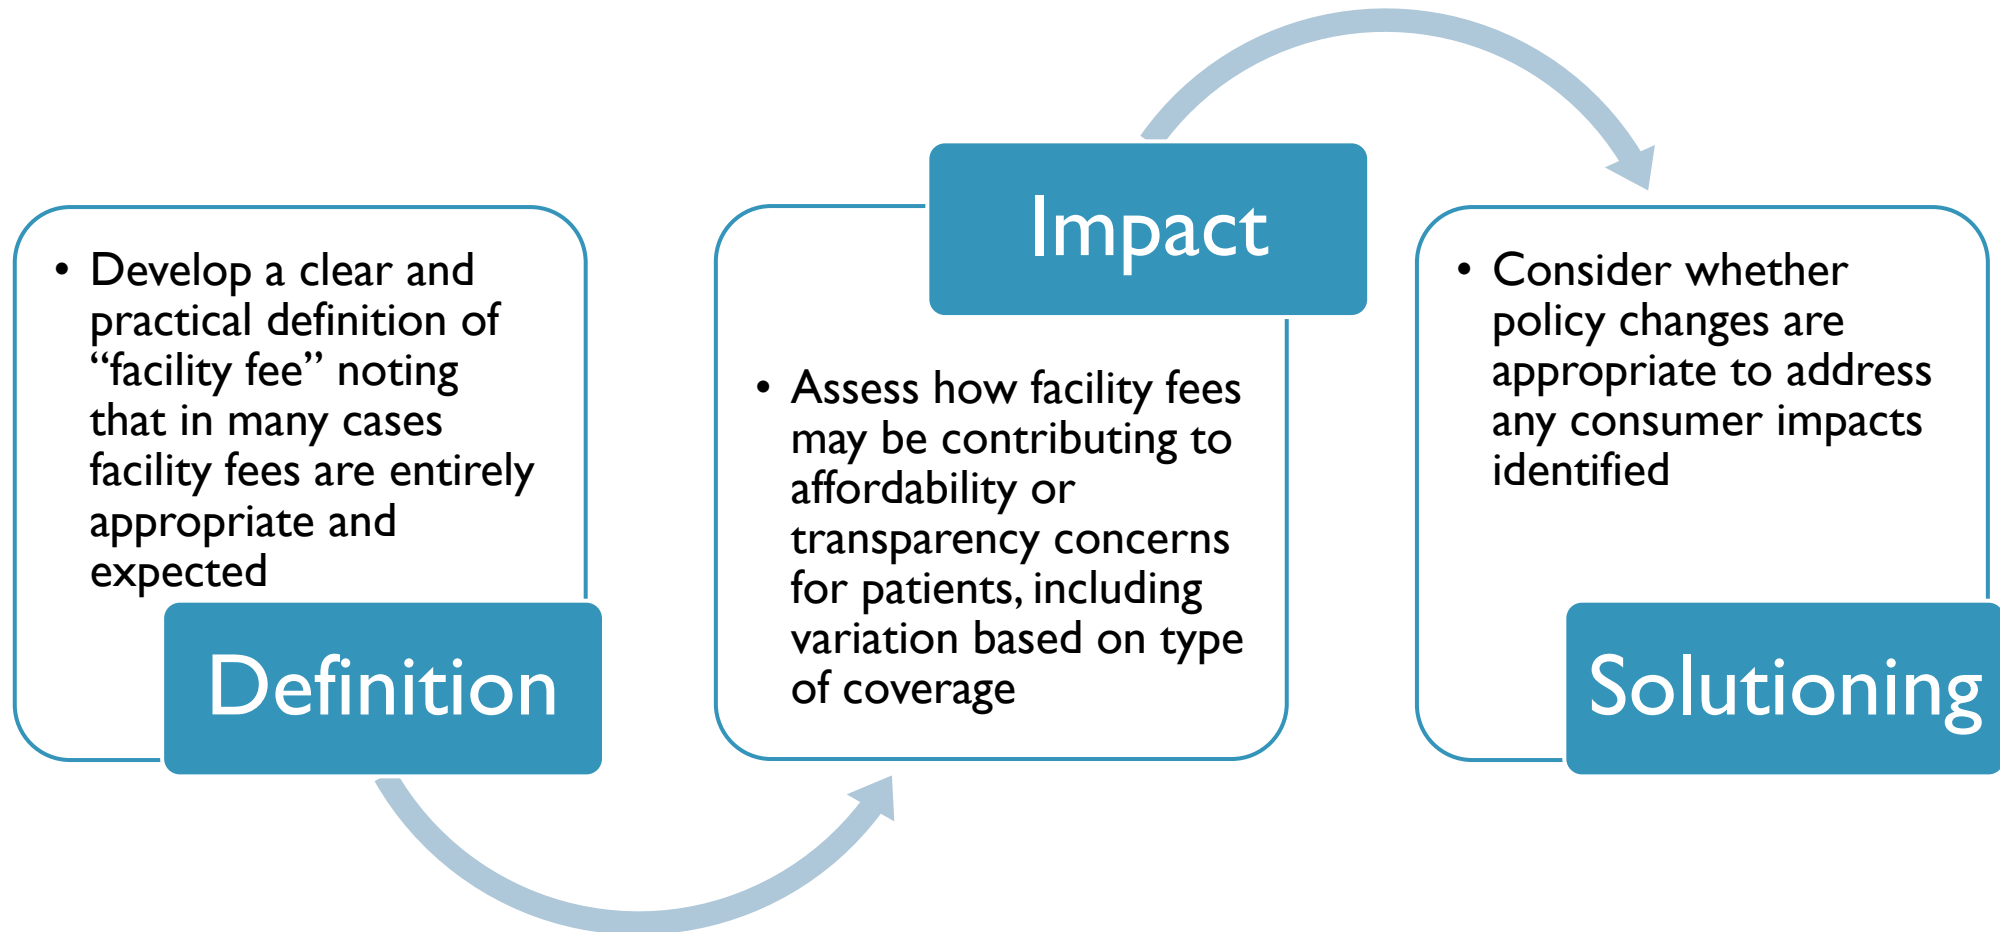 • Develop a clear and
practical definition of
“facility fee” noting
that in many cases
facility fees are entirely
appropriate and
expected
Definition
Impact
• Assess how facility fees
may be contributing to
affordability or
transparency concerns
for patients, including
variation based on type
of coverage
• Consider whether
policy changes are
appropriate to address
any consumer impacts
identified
Solutioning